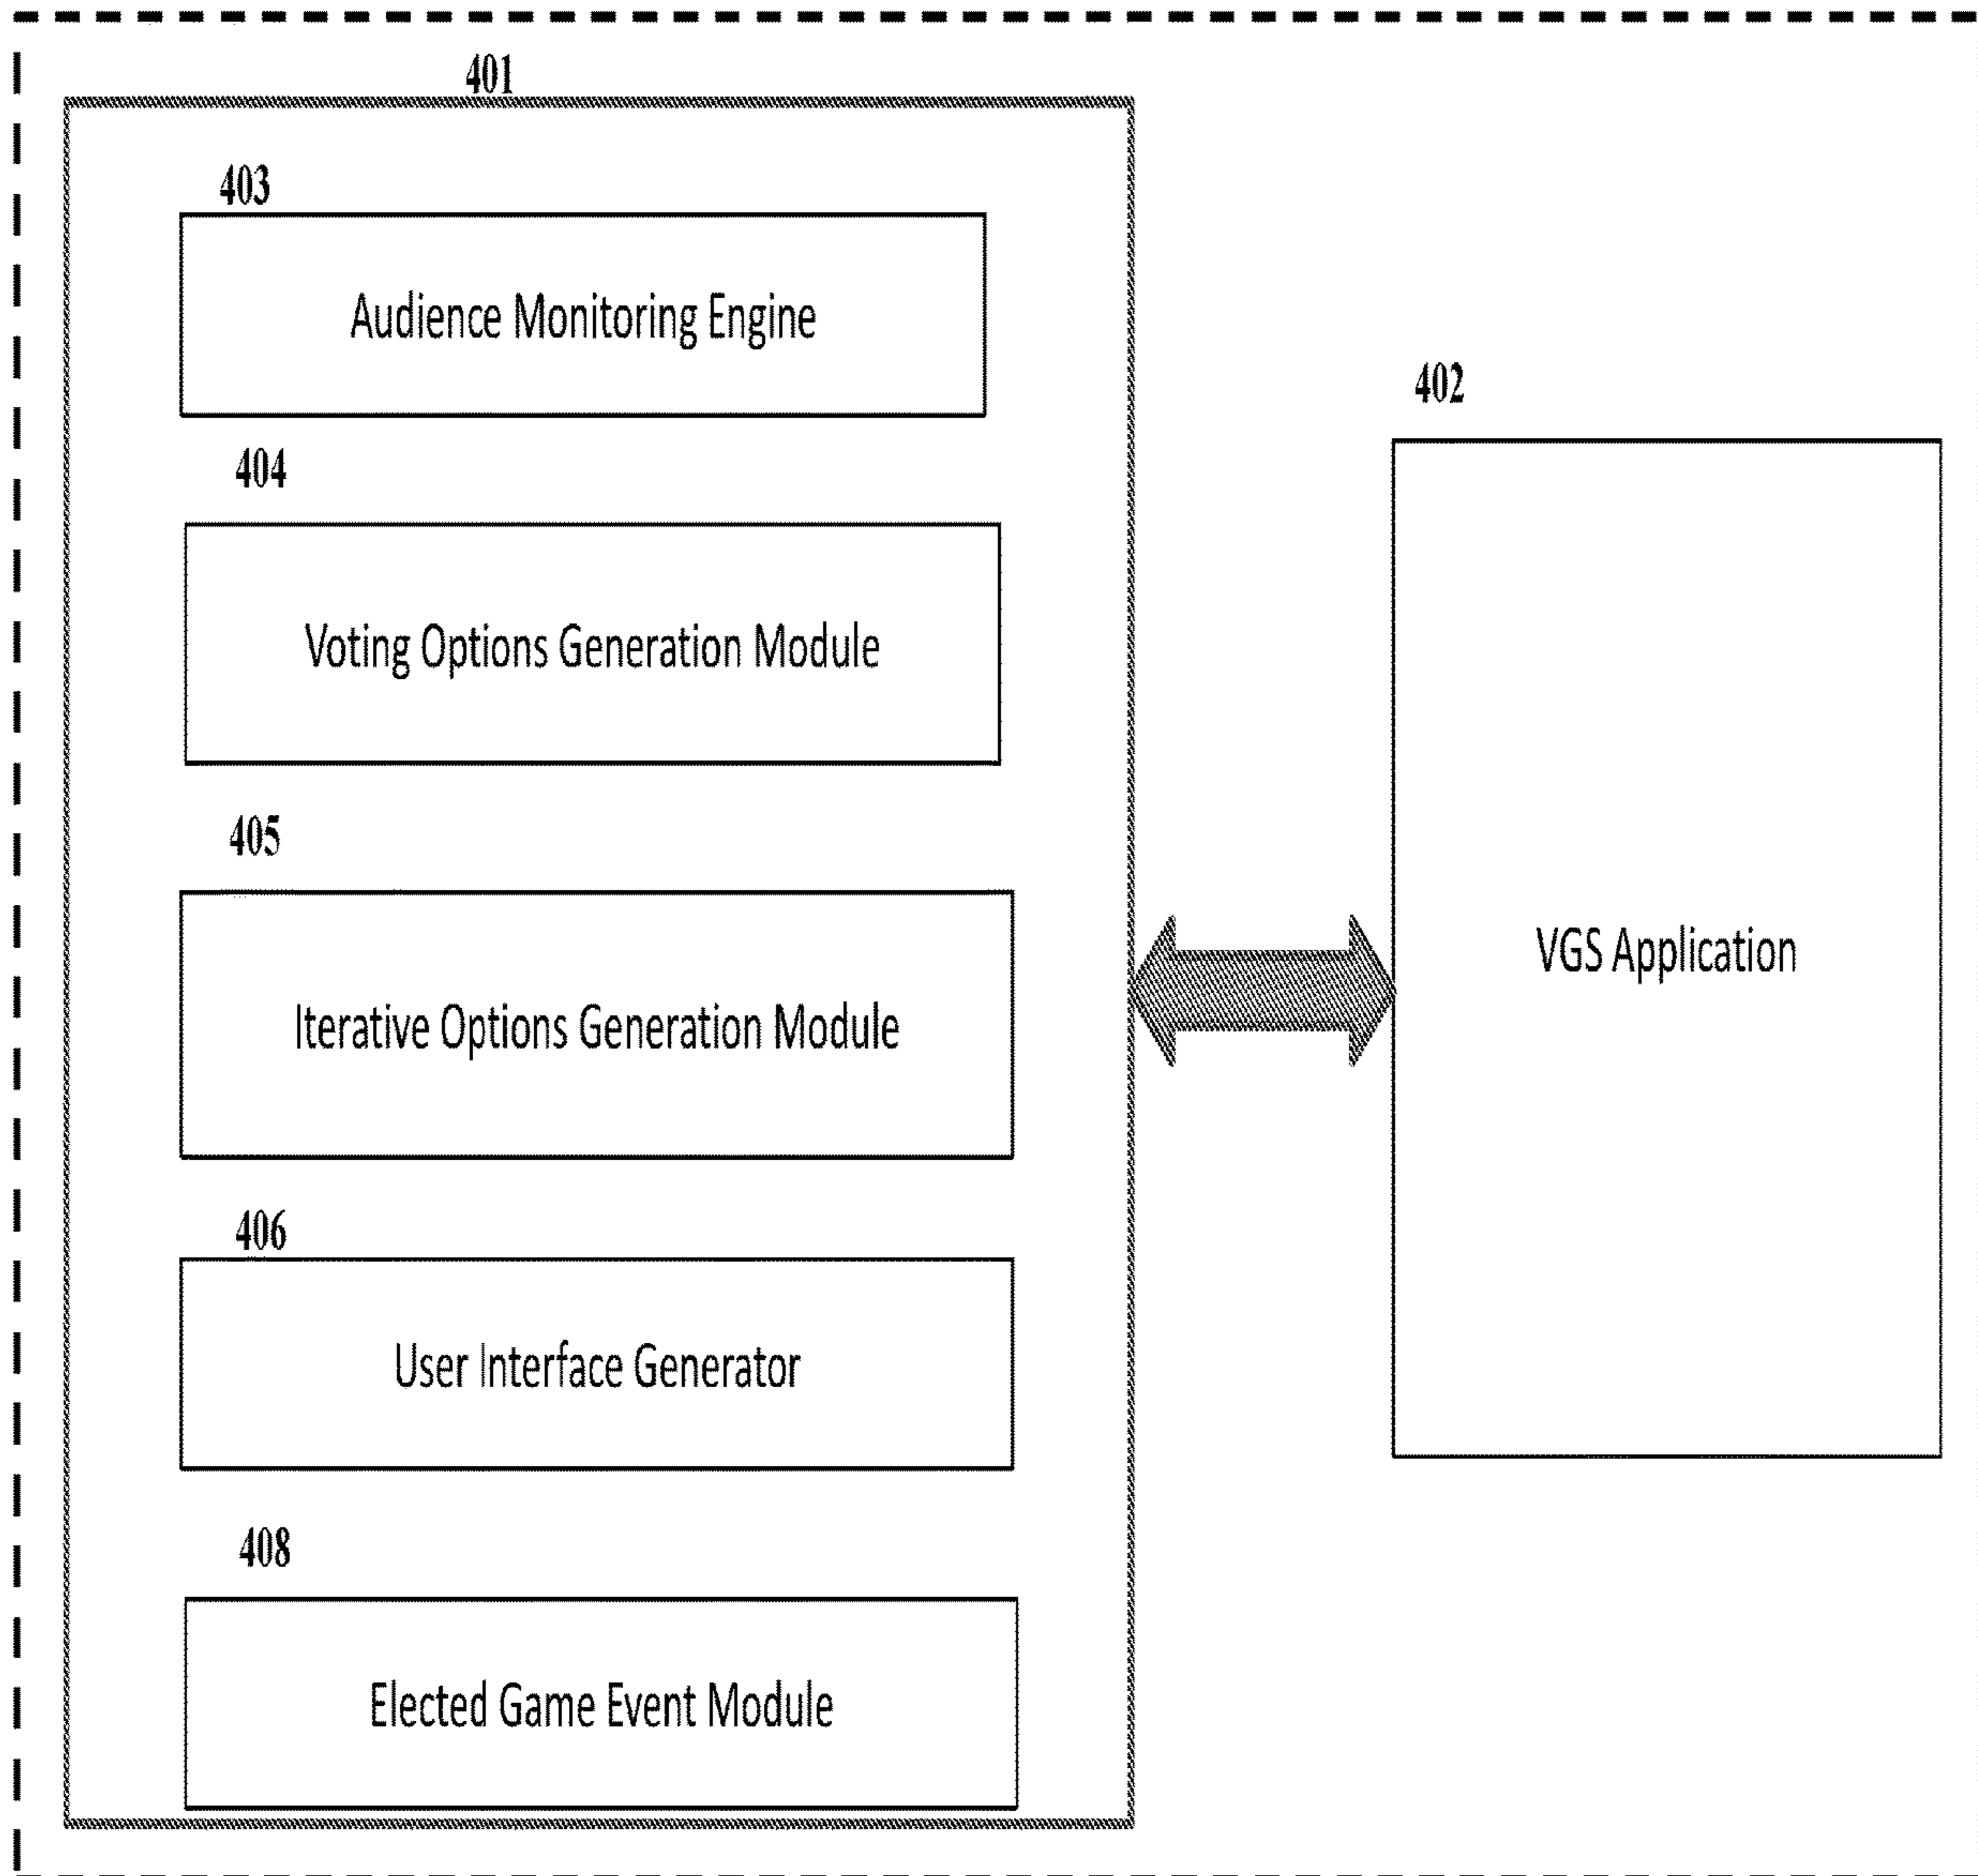 401
403
Audience Monitoring Engine
404
Voting Options Generation Module
405
Iterative Options Generation Module
406
User Interface Generator
408
Elected Game Event Module
402
VGS Application